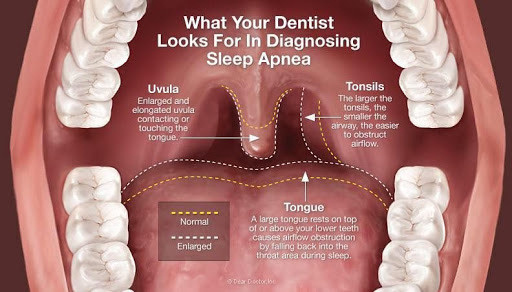 What Your Dentist
Looks For In Diagnosing
Sleep Apnea
Uvula
Enlarged and
elongated uvula
contacting or
touching the
tongue.
Tonsils
The larger the
tonsils, the
smaller the
airway, the easier
to obstruct
airflow.
Tongue
A large tongue rests on top
of or above your lower teeth
causes airflow obstruction
by falling back into the
throat area during sleep.
Normal
Enlarged